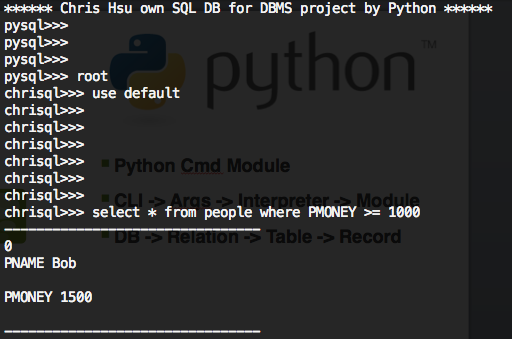 ****** Chris Hsu own SQL DB for DBMS project by Python ******
pysql>>>
pysql>>>
pysql>>>
pysql>>> root
chrisql>>> use default
chrisql>>>
chrisql>>>
chrisql>>>
chrisql>>>
chrisql>>>
chrisql>>>
chrisql>>> select * from people where PMONEY >= 1000
--------------------------------
0
PNAME Bob
PMONEY 1500
--------------------------------
python™
Python Cmd Module
CLI -> Args -> Interpreter -> Module
DB -> Relation -> Table -> Record